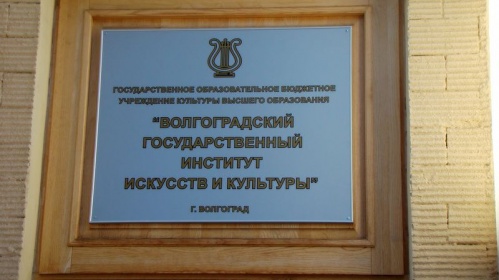 ГОСУДАРСТВЕННОЕ ОБРАЗОВАТЕЛЬНОЕ БЮДЖЕТНОЕ
УЧРЕЖДЕНИЕ КУЛЬТУРЫ ВЫСШЕГО ОБРАЗОВАНИЯ
“ВОЛГОГРАДСКИЙ
ГОСУДАРСТВЕННЫЙ
ИНСТИТУТ
ИСКУССТВ И КУЛЬТУРЫ”
Г. ВОЛГОГРАД